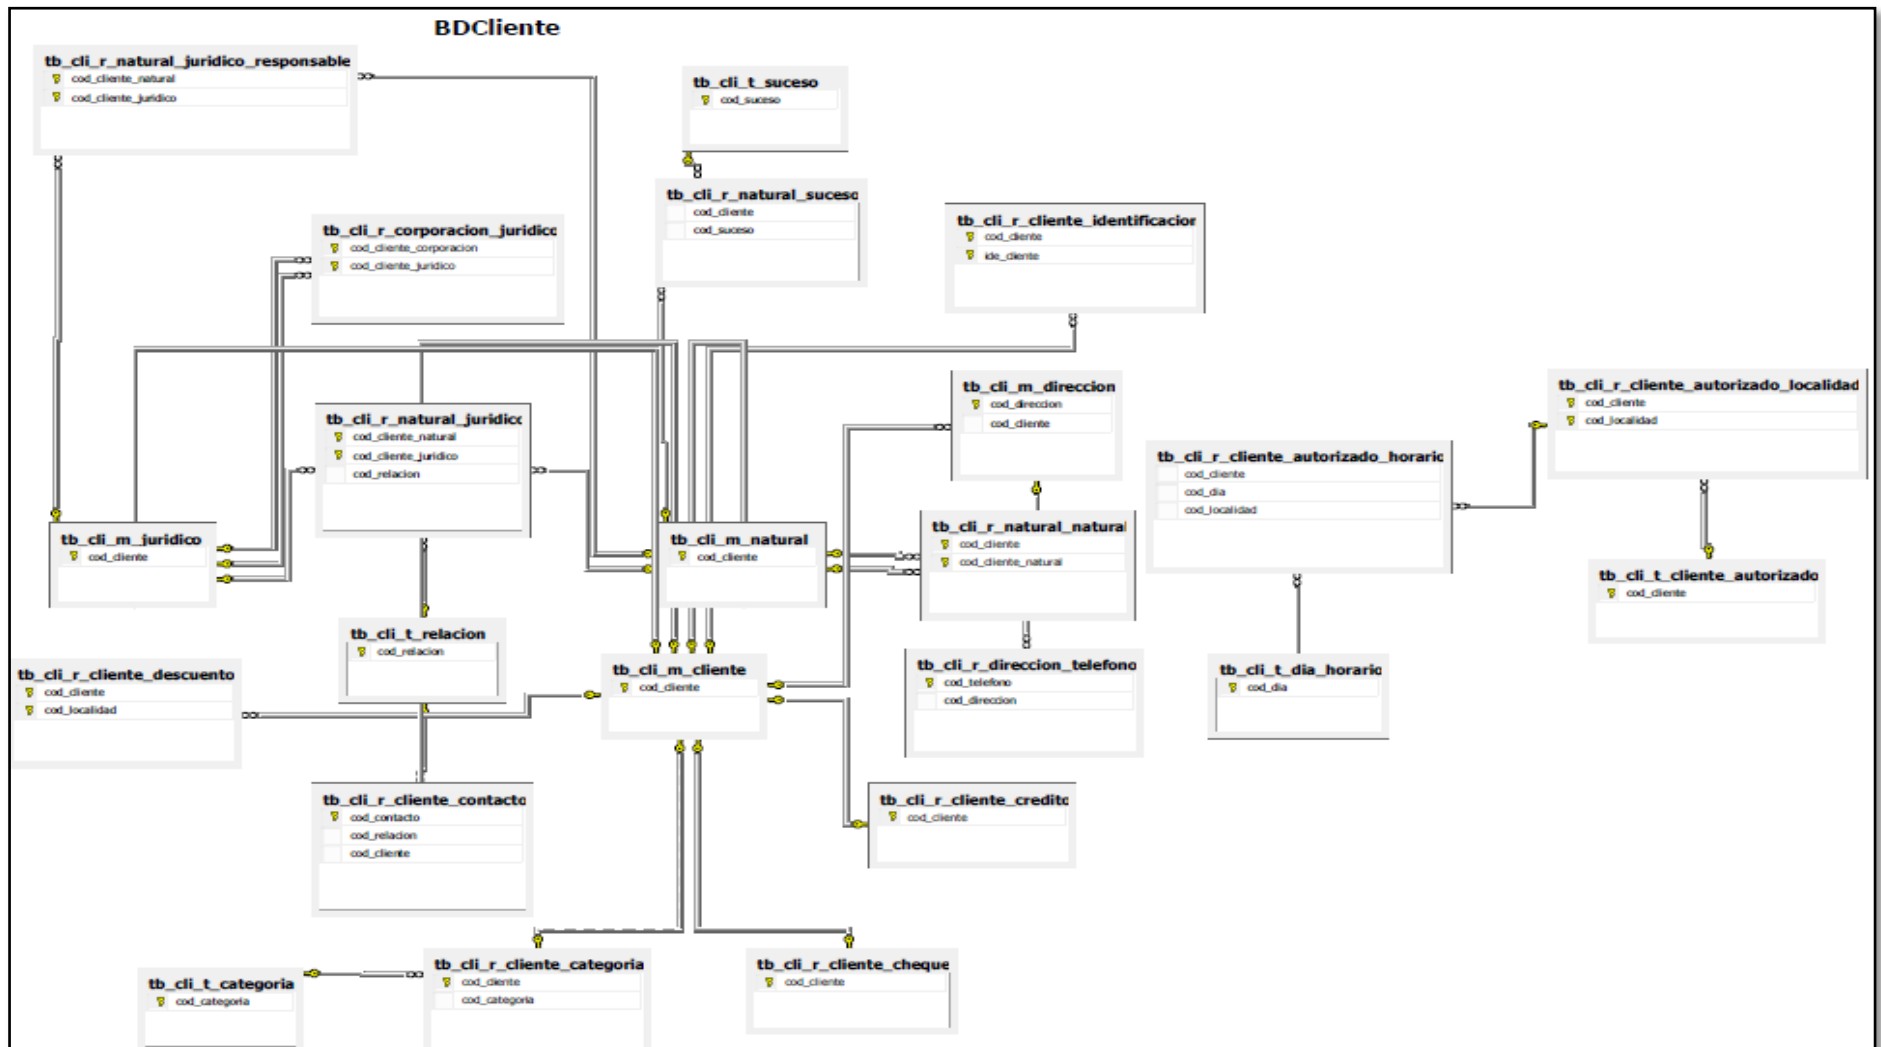 BDCliente
tb_cli_r_natural_juridico_responsable
cod_cliente_natural
cod_cliente_juridico
tb_cli_t_suceso
cod_suceso
tb_cli_r_natural_suceso
cod_cliente
cod_suceso
tb_cli_r_corporacion_juridico
cod_cliente_corporacion
cod_cliente_juridico
tb_cli_r_cliente_identificacion
cod_cliente
ide_cliente
tb_cli_r_natural_juridico
cod_cliente_natural
cod_cliente_juridico
cod_relacion
tb_cli_m_direccion
cod_direccion
cod_cliente
tb_cli_r_cliente_autorizado_localidad
cod_cliente
cod_localidad
tb_cli_r_cliente_autorizado_horario
cod_cliente
cod_dia
cod_localidad
tb_cli_m_juridico
cod_cliente
tb_cli_m_natural
cod_cliente
tb_cli_r_natural_natural
cod_cliente
cod_cliente_natural
tb_cli_t_cliente_autorizado
cod_cliente
tb_cli_t_relacion
cod_relacion
tb_cli_r_cliente_descuento
cod_cliente
cod_localidad
tb_cli_m_cliente
cod_cliente
tb_cli_r_direccion_telefono
cod_telefono
cod_direccion
tb_cli_t_dia_horario
cod_dia
tb_cli_r_cliente_contacto
cod_contacto
cod_relacion
cod_cliente
tb_cli_r_cliente_credito
cod_cliente
tb_cli_t_categoria
cod_categoria
tb_cli_r_cliente_categoria
cod_cliente
cod_categoria
tb_cli_r_cliente_cheque
cod_cliente